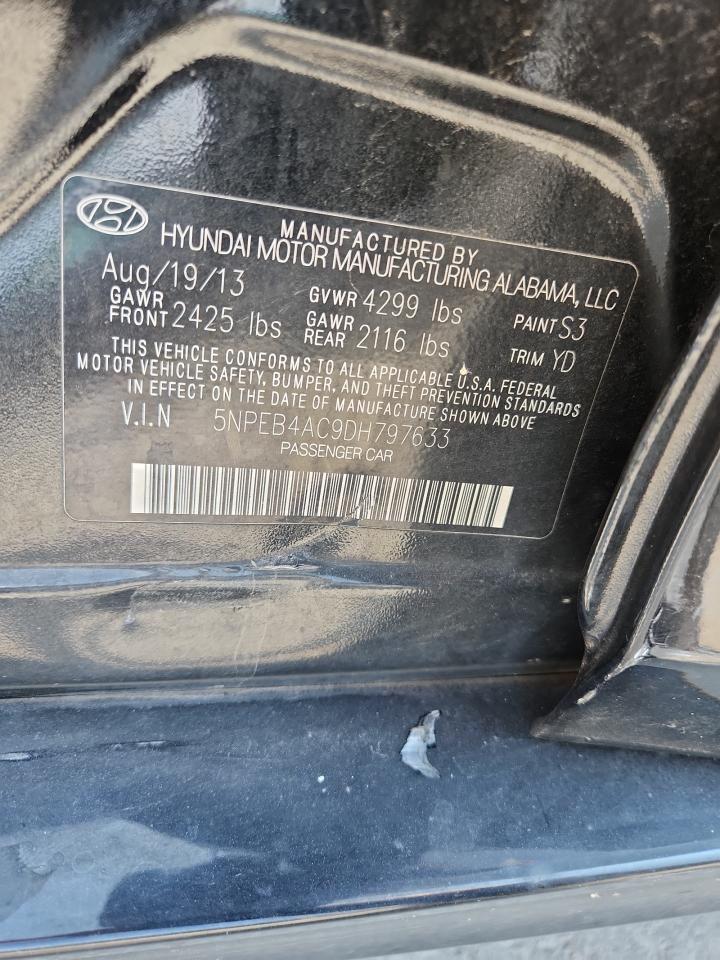 MANUFACTURED BY
HYUNDAI MOTOR MANUFACTURING ALABAMA, LLC
Aug/19/13 GVWR 4299 lbs PAINT S3
GAWR FRONT 2425 lbs GAWR REAR 2116 lbs TRIM YD
THIS VEHICLE CONFORMS TO ALL APPLICABLE U.S.A. FEDERAL
MOTOR VEHICLE SAFETY, BUMPER, AND THEFT PREVENTION STANDARDS
IN EFFECT ON THE DATE OF MANUFACTURE SHOWN ABOVE
V.I.N 5NPEB4AC9DH797633
PASSENGER CAR